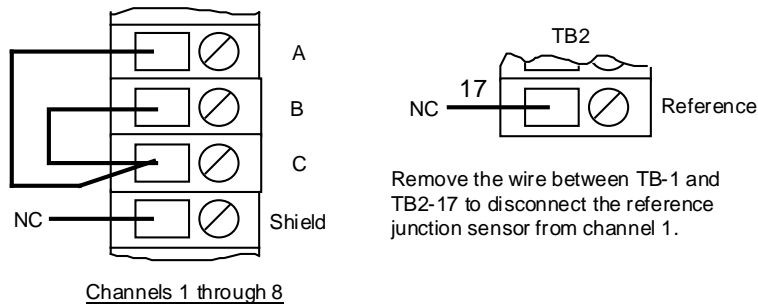 A
B
C
NC
Shield
Channels 1 through 8
TB2
17
NC
Reference
Remove the wire between TB-1 and
TB2-17 to disconnect the reference
junction sensor from channel 1.